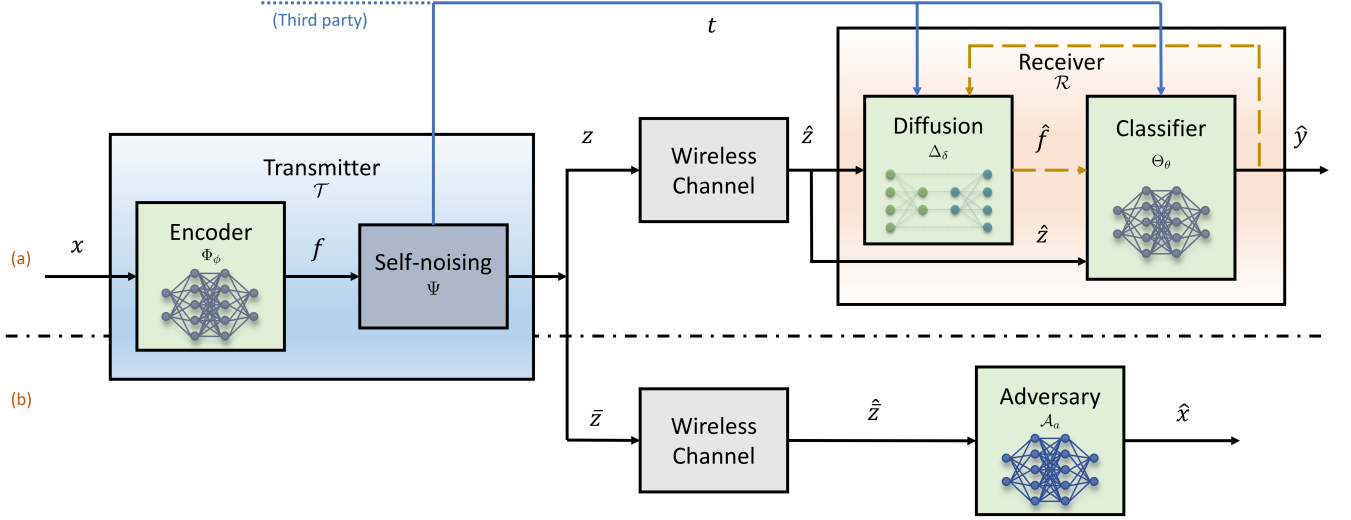 (Third party)
t
Receiver
ℛ
Diffusion
Δ_δ
f̂
Classifier
Θ_θ
ŷ
z
Wireless
Channel
ẑ
ẑ
Transmitter
𝒯
(a)
x
Encoder
Φ_ϕ
f
Self-noising
Ψ
(b)
z̄
Wireless
Channel
z̄̂
Adversary
𝒜_a
x̂